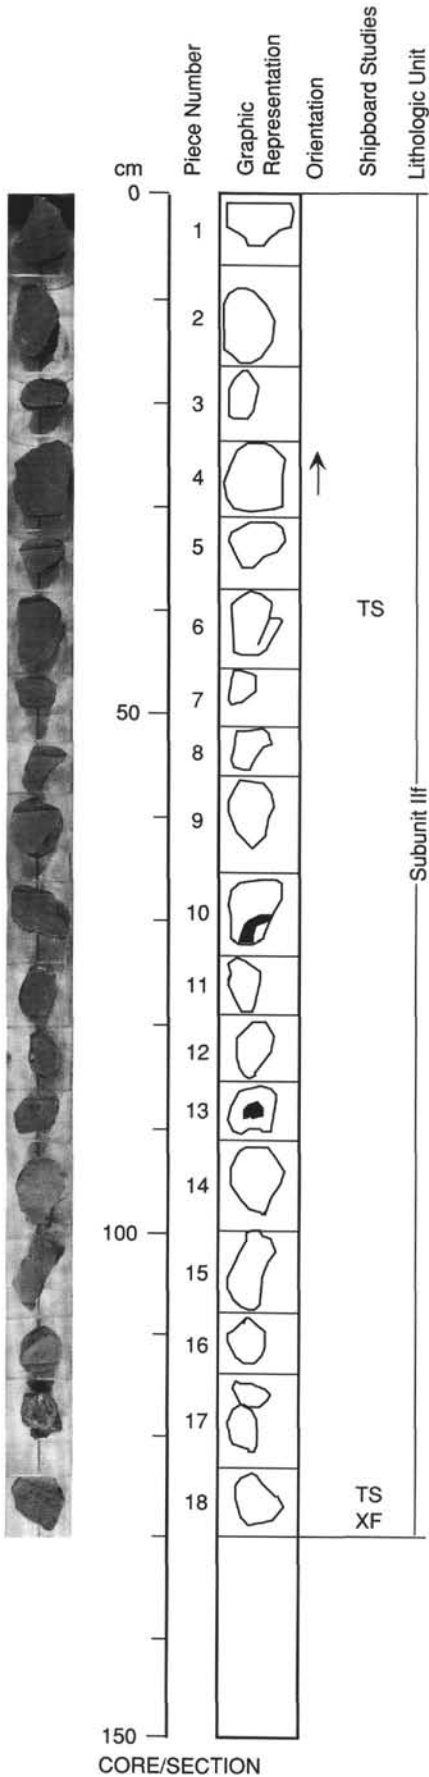 cm
Piece Number
Graphic
Representation
Orientation
Shipboard Studies
Lithologic Unit
0
1
2
3
4
5
6
TS
7
50
8
9
Subunit IIf
10
11
12
13
14
100
15
16
17
18
TS
XF
150
CORE/SECTION